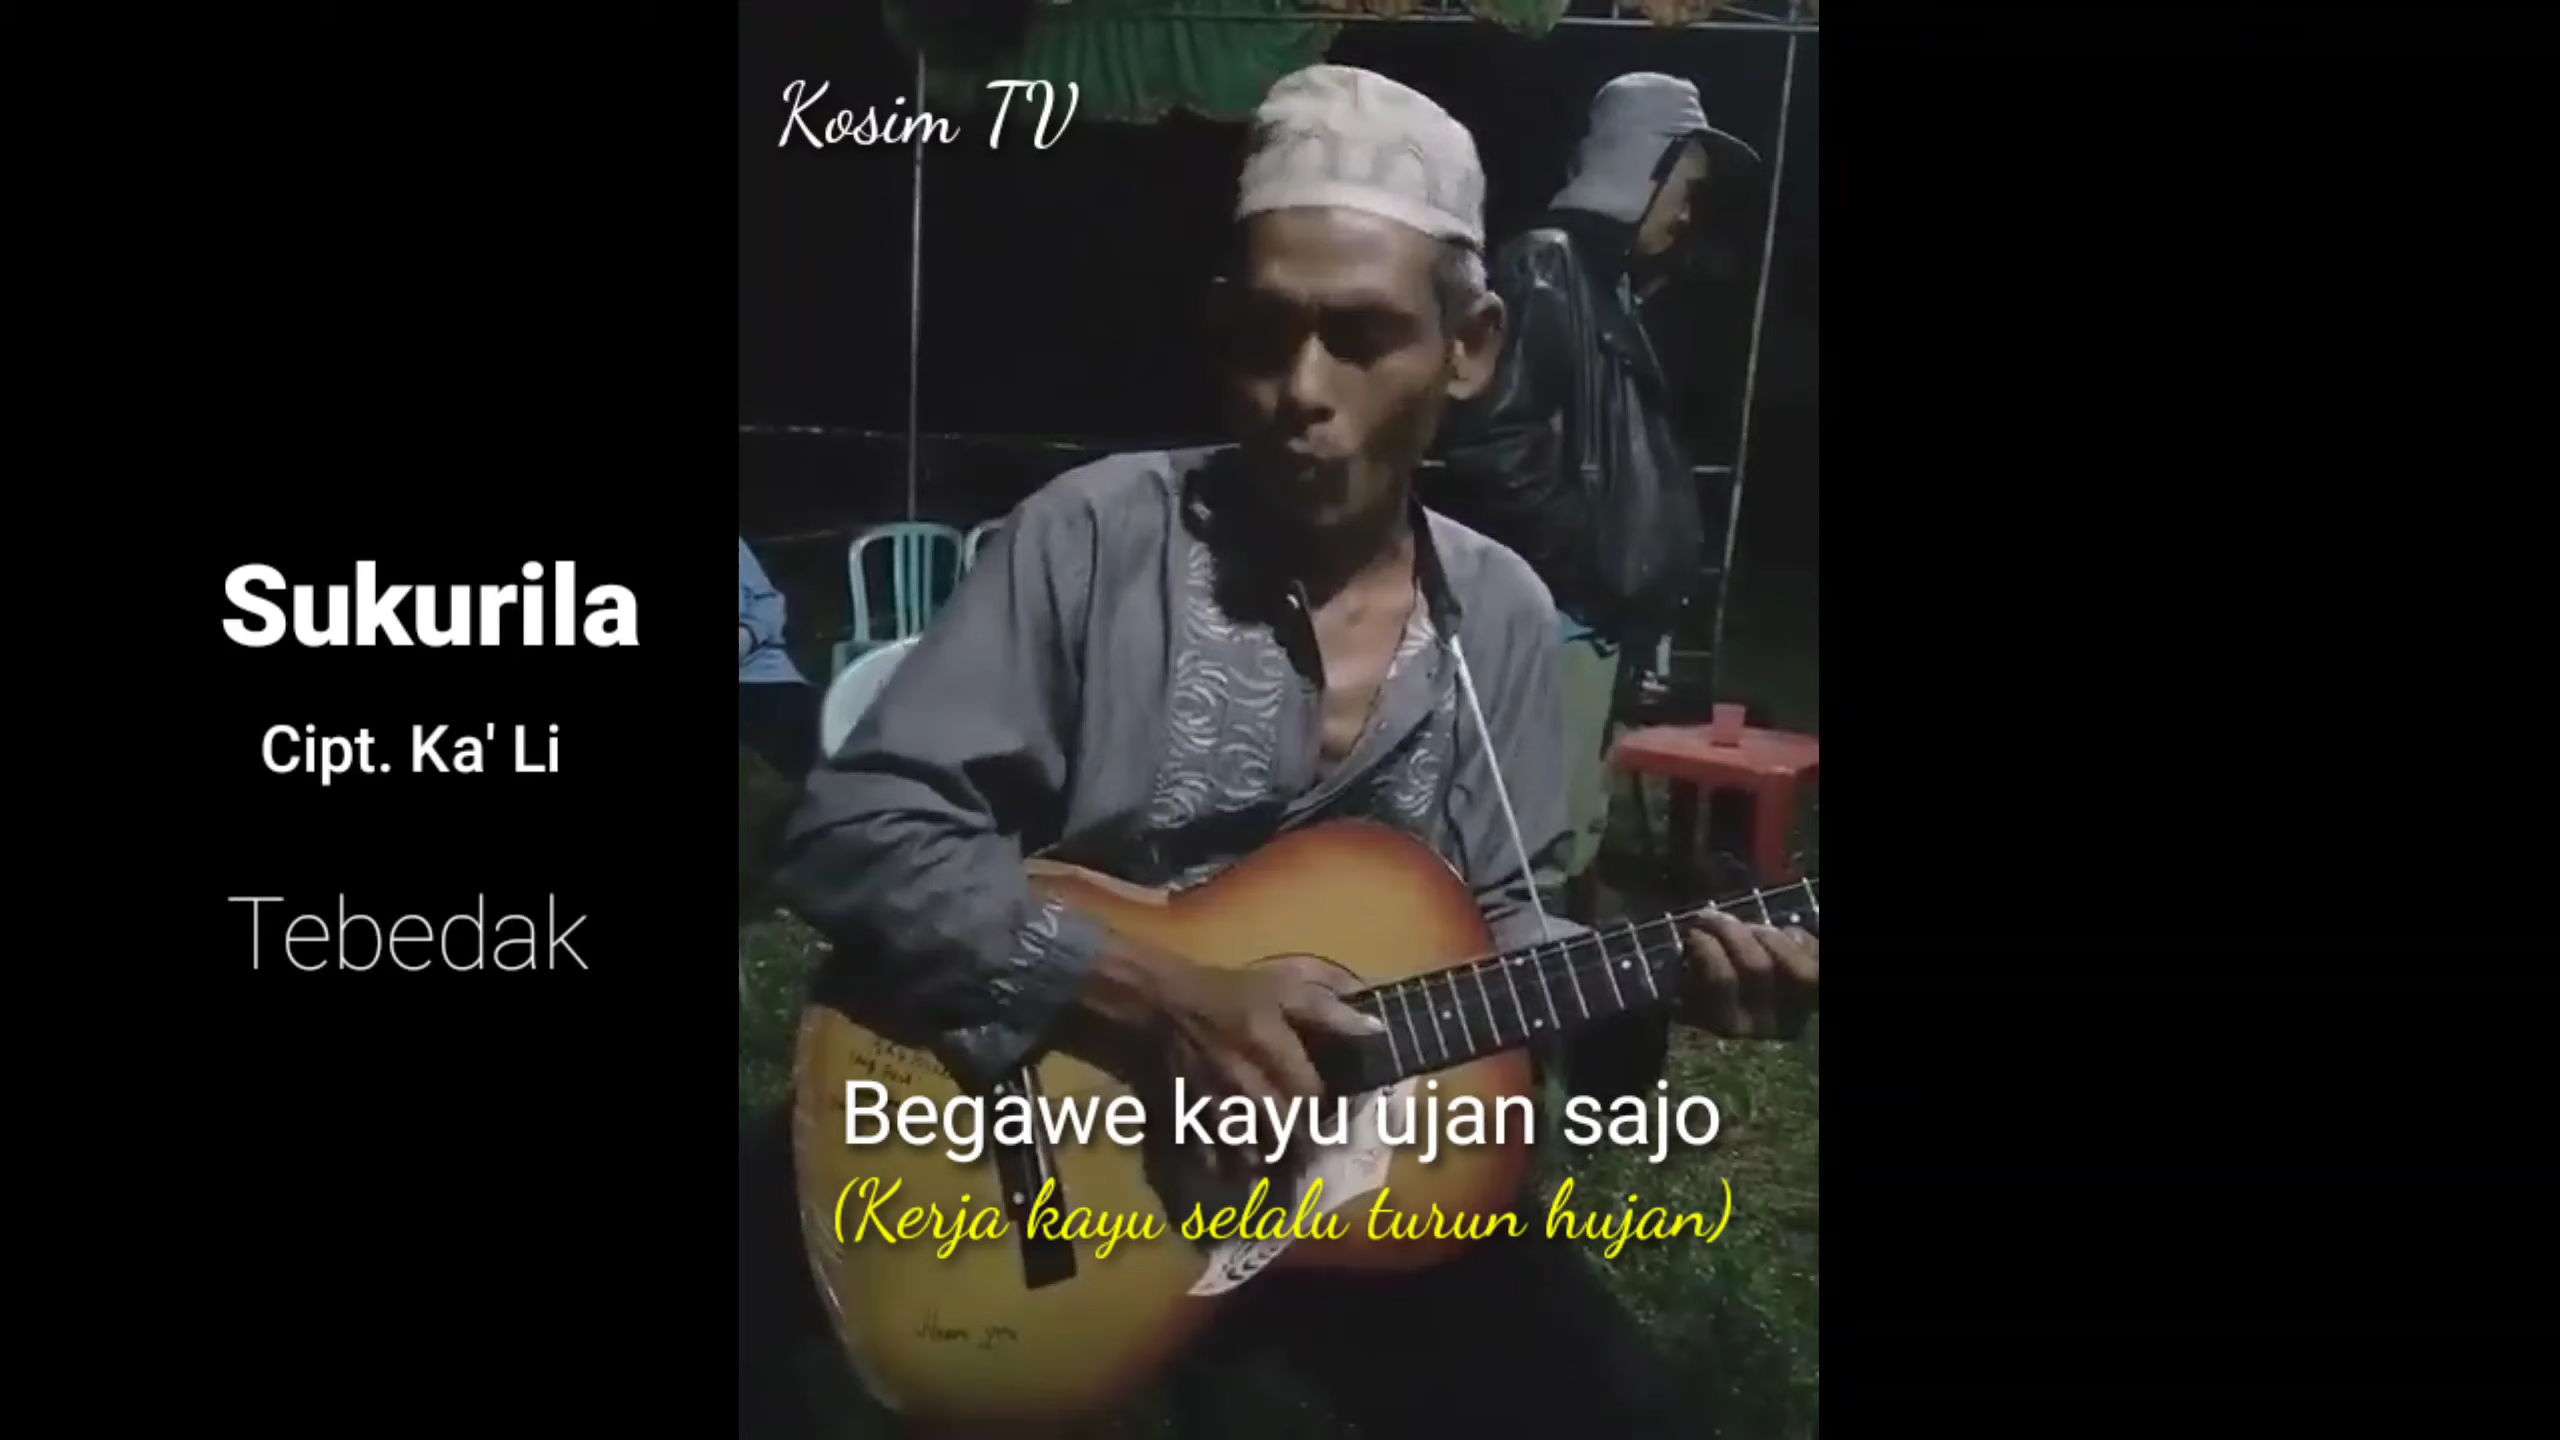 Kosim TV
Sukurila
Cipt. Ka' Li
Tebedak
Begawe kayu ujan sajo
(Kerja kayu selalu turun hujan)